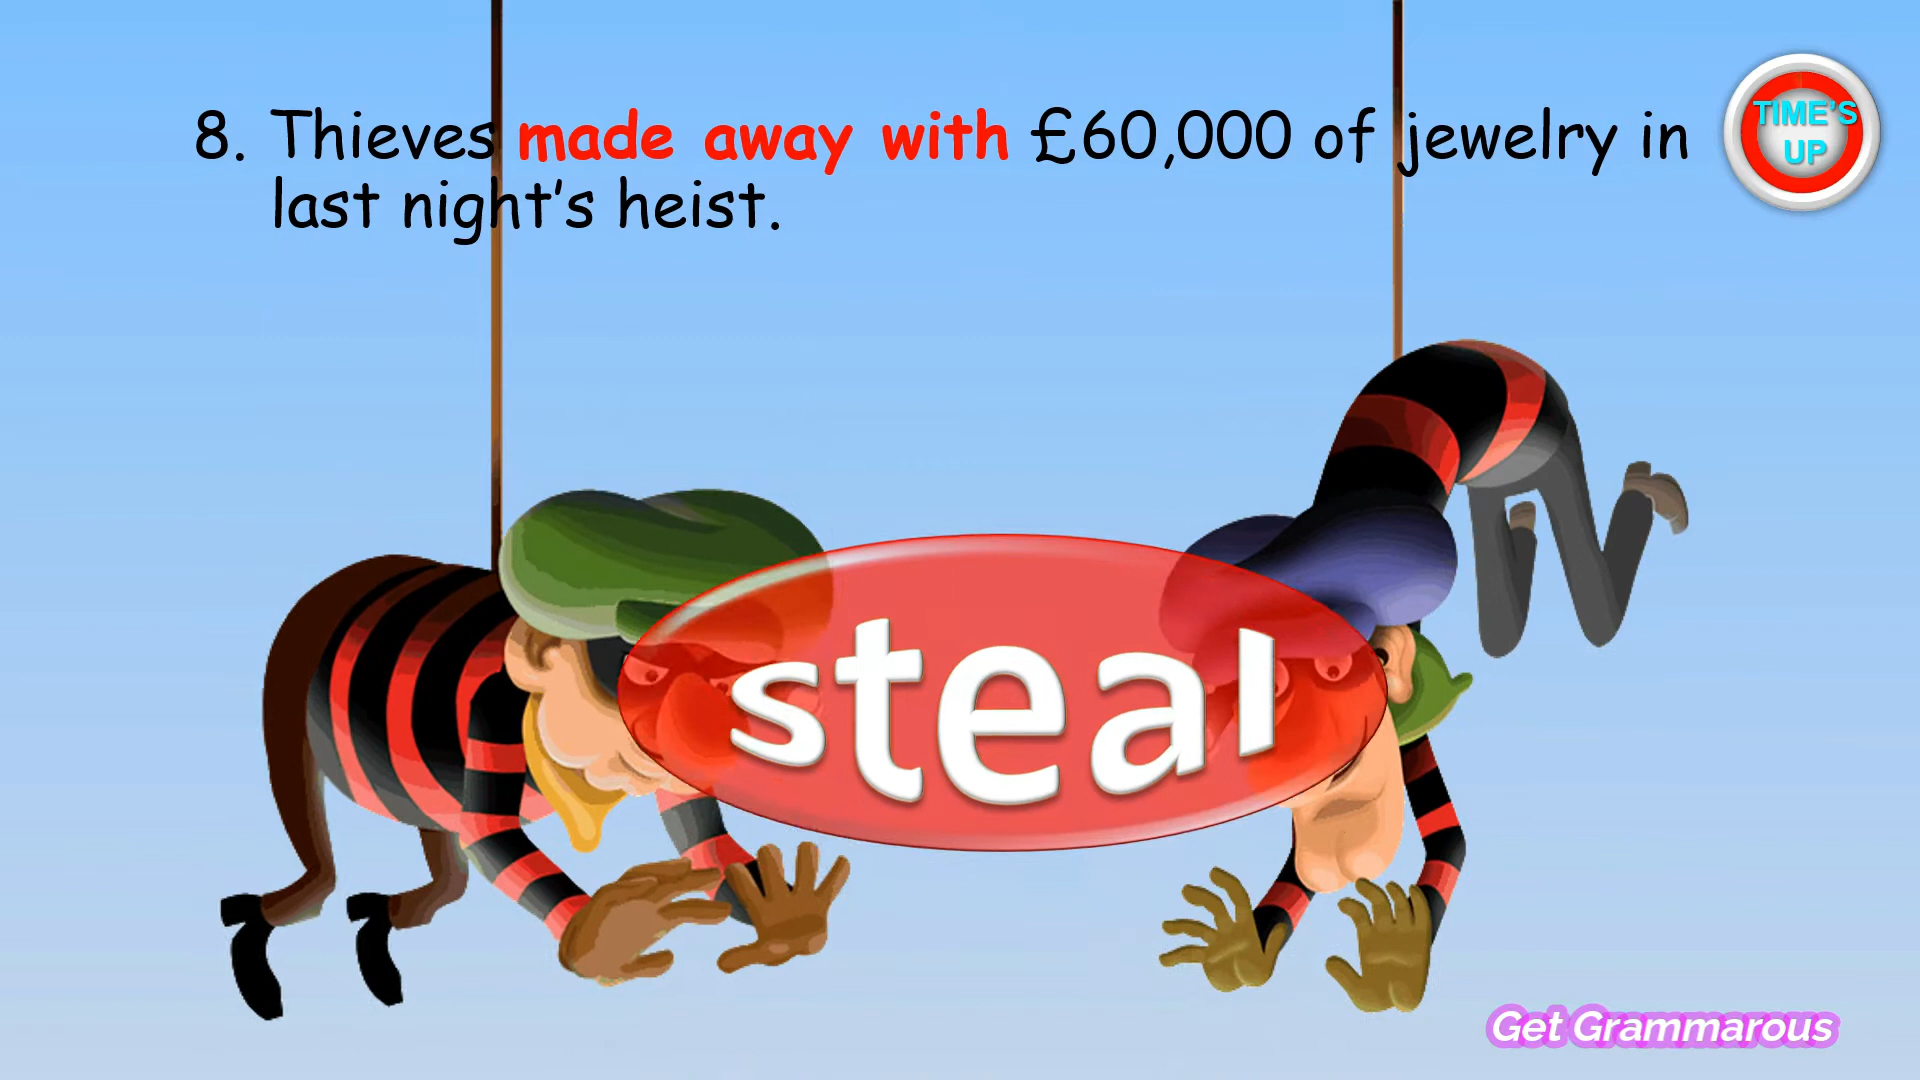 8. Thieves made away with £60,000 of jewelry in
last night's heist.
TIME'S
UP
steal
Get Grammarous